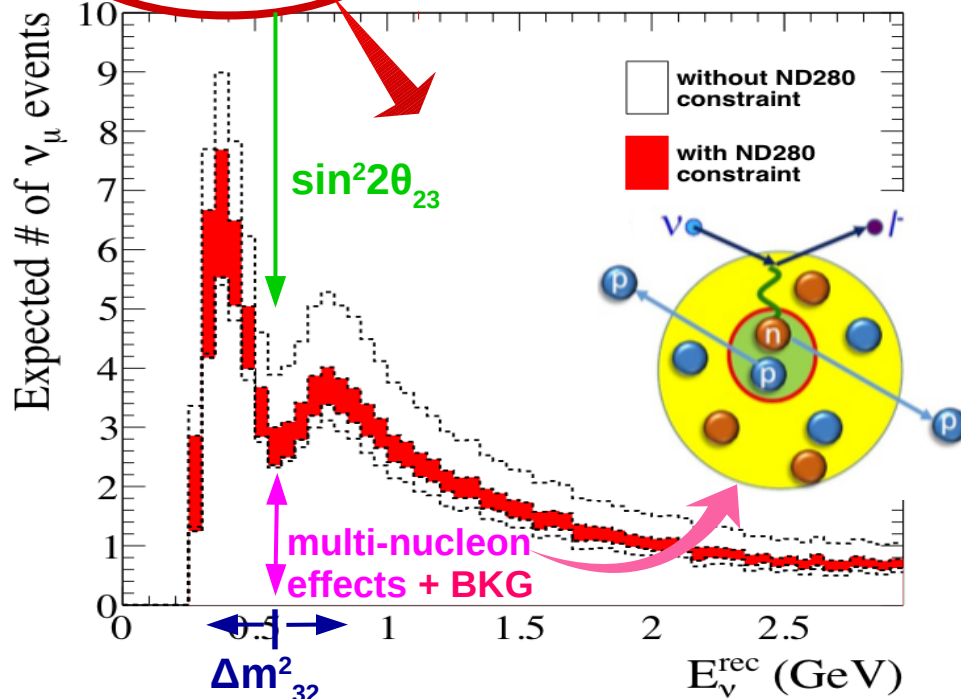 Expected # of νμ events
10
9
8
7
6
5
4
3
2
1
0
without ND280
constraint
with ND280
constraint
sin²2θ₂₃
ν
l⁻
p
n
p
p
multi-nucleon
effects + BKG
0
0.5
1
1.5
2
2.5
Δm²₃₂
Eνrec (GeV)